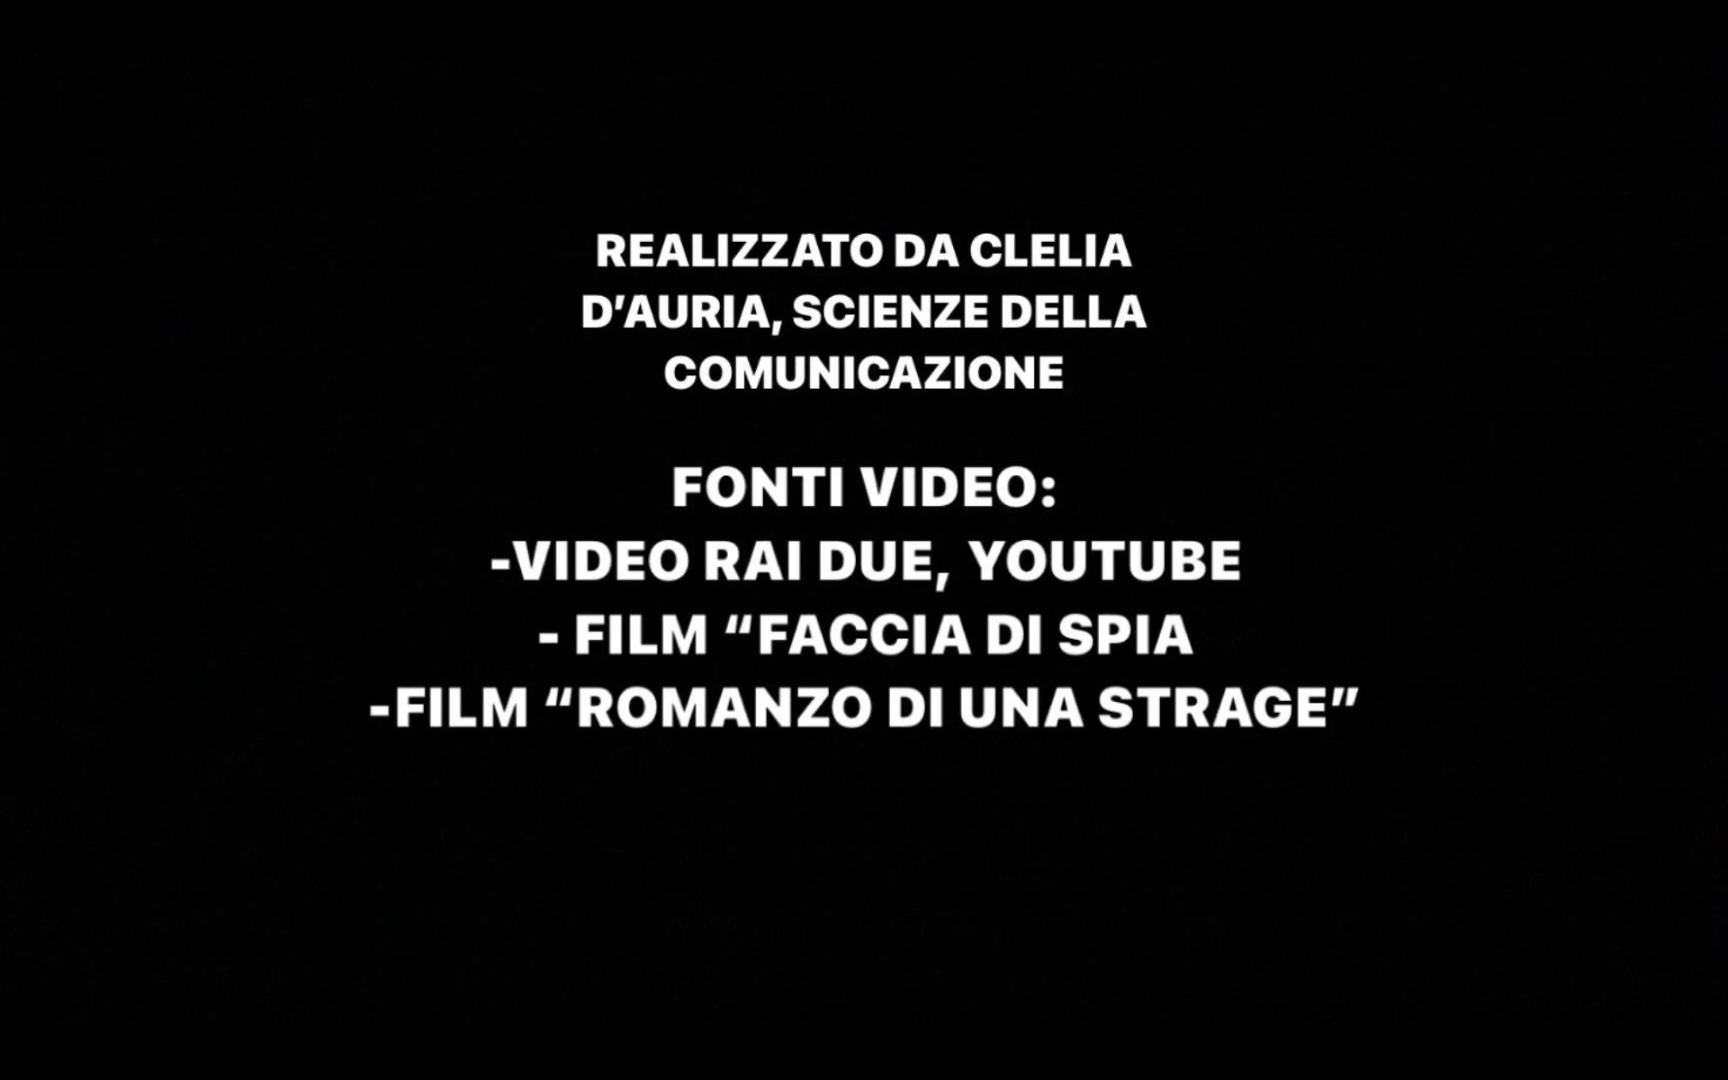 REALIZZATO DA CLELIA
D’AURIA, SCIENZE DELLA
COMUNICAZIONE
FONTI VIDEO:
-VIDEO RAI DUE, YOUTUBE
- FILM “FACCIA DI SPIA
-FILM “ROMANZO DI UNA STRAGE”